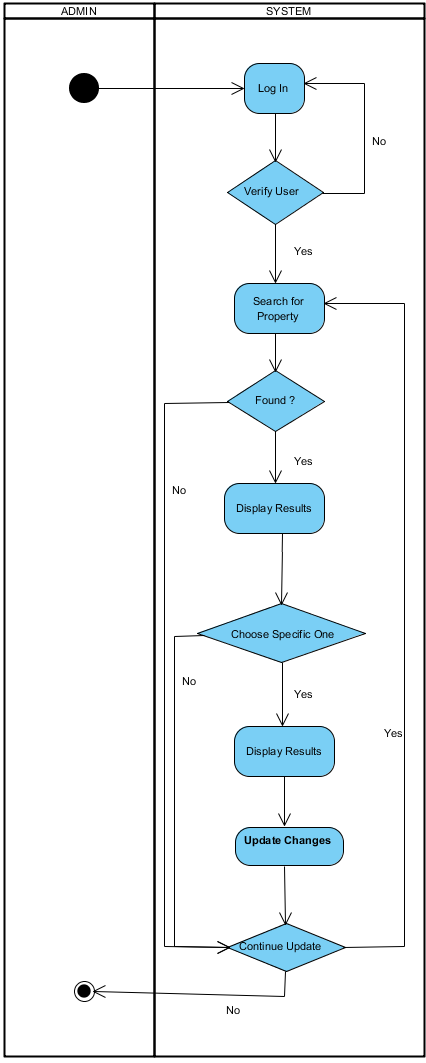 ADMIN
SYSTEM
Log In
No
Verify User
Yes
Search for
Property
Found ?
Yes
No
Display Results
Choose Specific One
No
Yes
Yes
Display Results
Update Changes
Continue Update
No